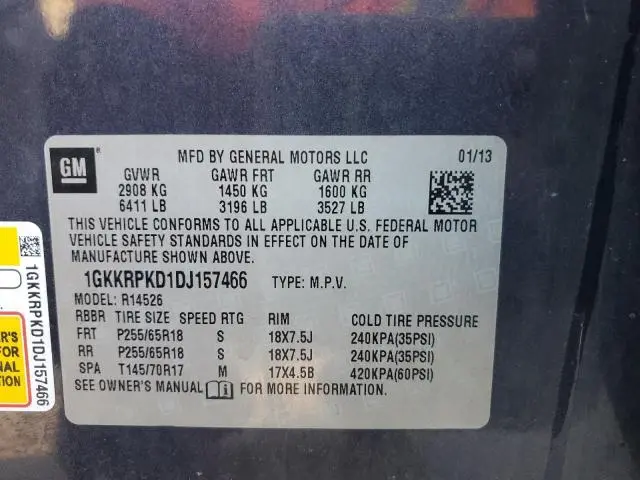 GM
MFD BY GENERAL MOTORS LLC 01/13
GVWR GAWR FRT GAWR RR
2908 KG 1450 KG 1600 KG
6411 LB 3196 LB 3527 LB
THIS VEHICLE CONFORMS TO ALL APPLICABLE U.S. FEDERAL MOTOR
VEHICLE SAFETY STANDARDS IN EFFECT ON THE DATE OF
MANUFACTURE SHOWN ABOVE.
1GKKRPKD1DJ157466 TYPE: M.P.V.
MODEL: R14526
RBBR TIRE SIZE SPEED RTG RIM COLD TIRE PRESSURE
FRT P255/65R18 S 18X7.5J 240KPA(35PSI)
RR P255/65R18 S 18X7.5J 240KPA(35PSI)
SPA T145/70R17 M 17X4.5B 420KPA(60PSI)
SEE OWNER'S MANUAL FOR MORE INFORMATION.
1GKKRPKD1DJ157466
R'S
FOR
NAL
TION